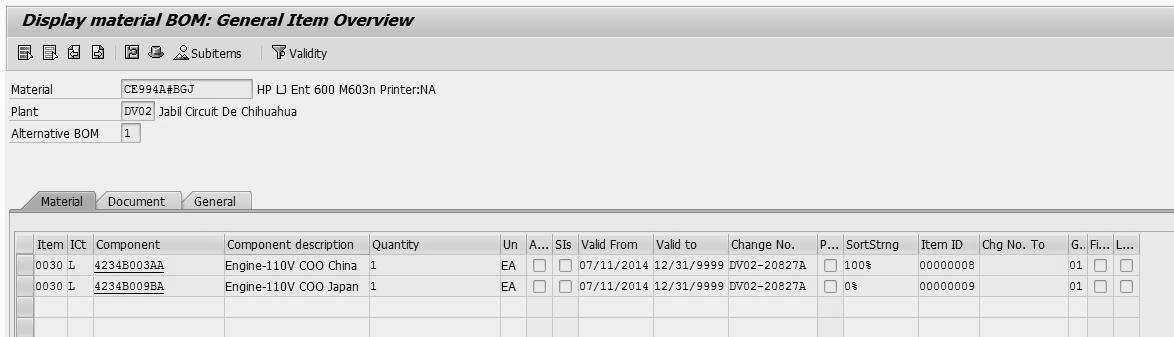 Display material BOM: General Item Overview
Subitems Validity
Material CE994A#BGJ HP LJ Ent 600 M603n Printer:NA
Plant DV02 Jabil Circuit De Chihuahua
Alternative BOM 1
Material Document General
Item ICt Component Component description Quantity Un A... SIs Valid From Valid to Change No. P... SortStrng Item ID Chg No. To G.. Fi... L...
0030 L 4234B003AA Engine-110V COO China 1 EA 07/11/2014 12/31/9999 DV02-20827A 100% 00000008 01
0030 L 4234B009BA Engine-110V COO Japan 1 EA 07/11/2014 12/31/9999 DV02-20827A 0% 00000009 01